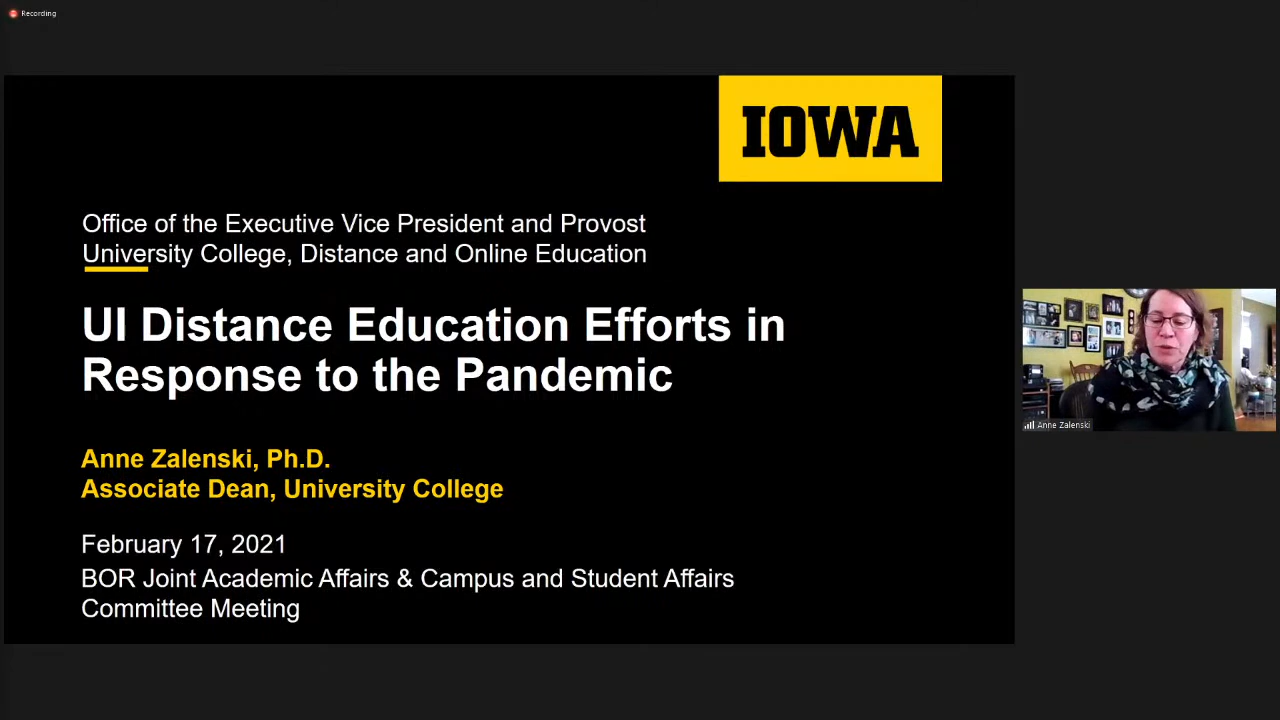 Recording
IOWA
Office of the Executive Vice President and Provost
University College, Distance and Online Education
UI Distance Education Efforts in
Response to the Pandemic
Anne Zalenski, Ph.D.
Associate Dean, University College
February 17, 2021
BOR Joint Academic Affairs & Campus and Student Affairs
Committee Meeting
Anne Zalenski